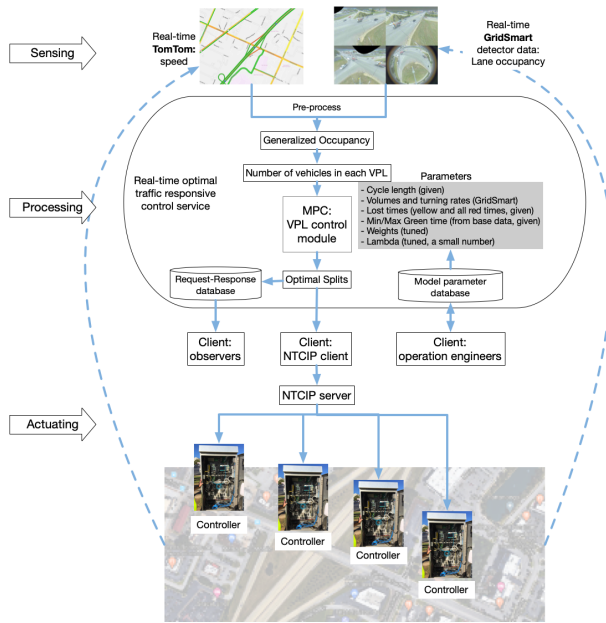 Sensing
Real-time
TomTom:
speed
Real-time
GridSmart
detector data:
Lane occupancy
Pre-process
Generalized Occupancy
Number of vehicles in each VPL
Real-time optimal
traffic responsive
control service
Processing
MPC:
VPL control
module
Parameters
- Cycle length (given)
- Volumes and turning rates (GridSmart)
- Lost times (yellow and all red times, given)
- Min/Max Green time (from base data, given)
- Weights (tuned)
- Lambda (tuned, a small number)
Request-Response
database
Optimal Splits
Model parameter
database
Client:
observers
Client:
NTCIP client
Client:
operation engineers
NTCIP server
Actuating
Controller
Controller
Controller
Controller